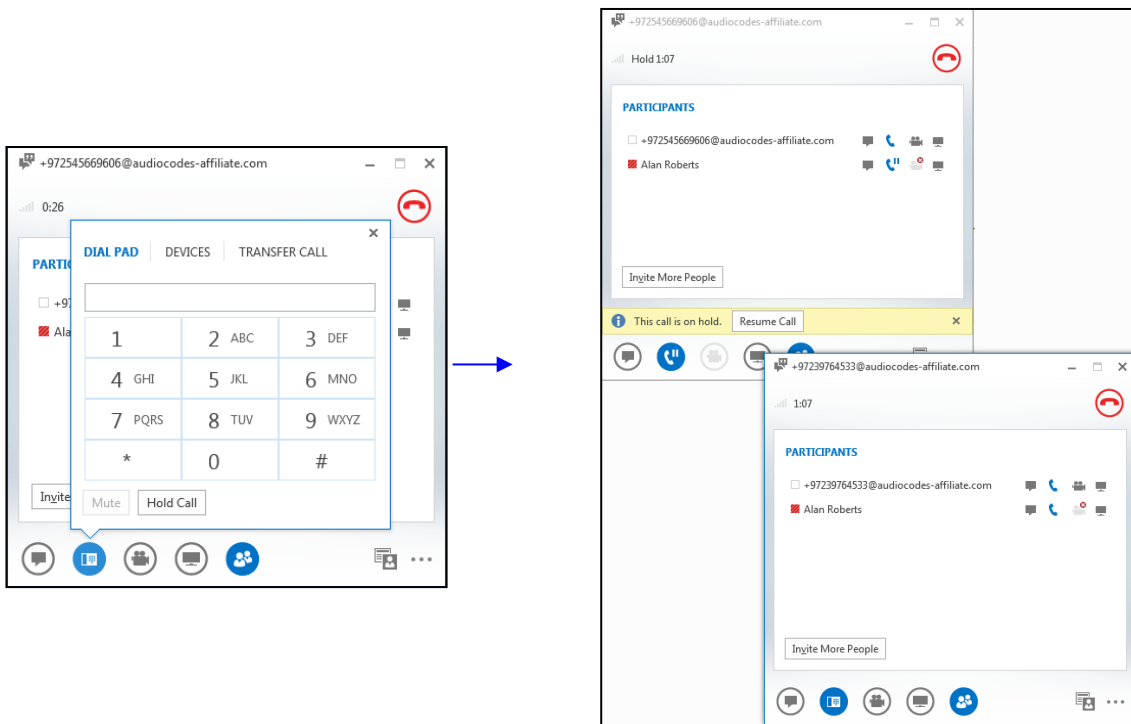 +972545669606@audiocodes-affiliate.com
0:26
DIAL PAD DEVICES TRANSFER CALL
PARTIC
+97
Ala
1
2 ABC
3 DEF
4 GHI
5 JKL
6 MNO
7 PQRS
8 TUV
9 WXYZ
*
0
#
Invite
Mute
Hold Call
+972545669606@audiocodes-affiliate.com
Hold 1:07
PARTICIPANTS
+972545669606@audiocodes-affiliate.com
Alan Roberts
Invite More People
This call is on hold. Resume Call
+97239764533@audiocodes-affiliate.com
1:07
PARTICIPANTS
+97239764533@audiocodes-affiliate.com
Alan Roberts
Invite More People